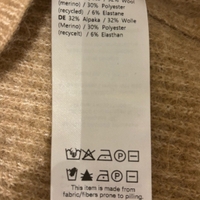 (merino) / 30% Polyester
(recycled) / 6% Elastane
DE 32% Alpaka / 32% Wolle
(Merino) / 30% Polyester
(recycelt) / 6% Elasthan
This item is made from
fabric/fibers prone to pilling.